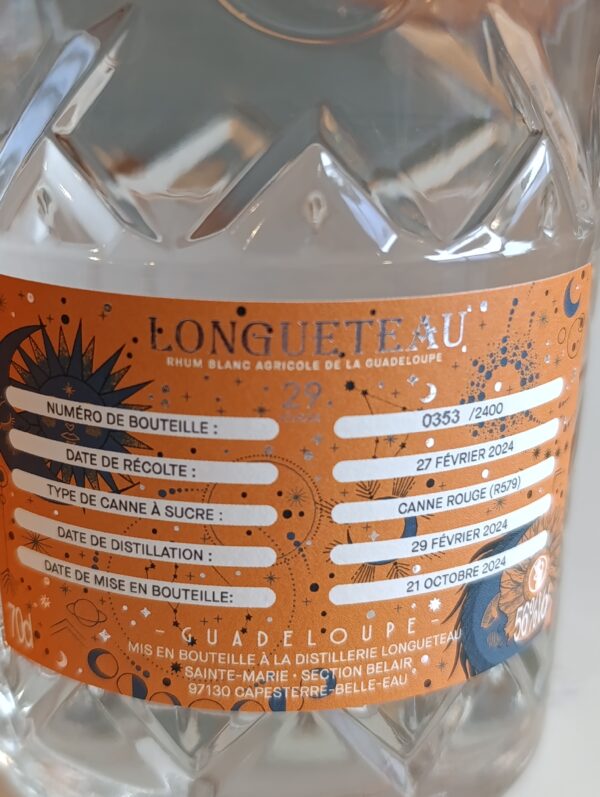 LONGUETEAU
RHUM BLANC AGRICOLE DE LA GUADELOUPE
29
NUMÉRO DE BOUTEILLE : 0353 /2400
DATE DE RÉCOLTE : 27 FÉVRIER 2024
TYPE DE CANNE À SUCRE : CANNE ROUGE (R579)
DATE DE DISTILLATION : 29 FÉVRIER 2024
DATE DE MISE EN BOUTEILLE: 21 OCTOBRE 2024
70cl
- GUADELOUPE -
56%
MIS EN BOUTEILLE À LA DISTILLERIE LONGUETEAU
SAINTE-MARIE • SECTION BELAIR
97130 CAPESTERRE-BELLE-EAU